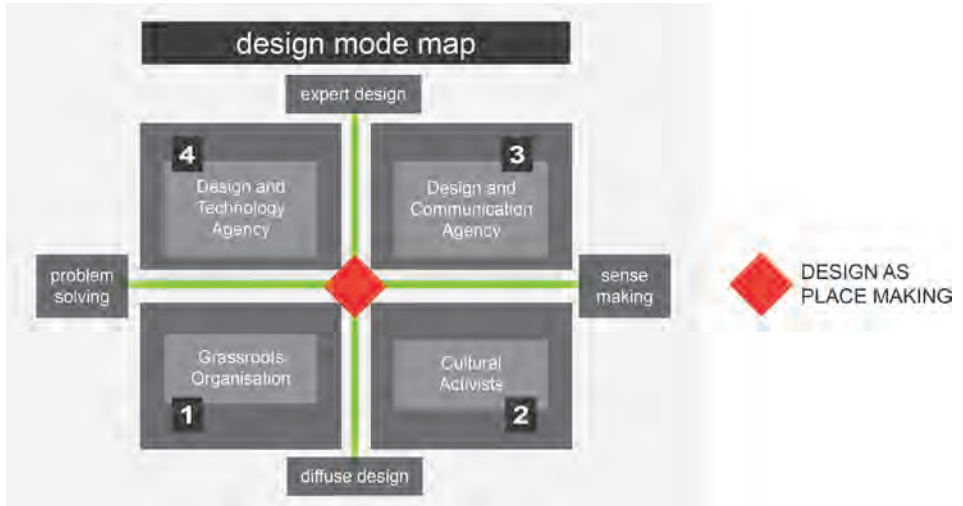 design mode map
expert design
4
Design and
Technology
Agency
3
Design and
Communication
Agency
problem
solving
sense
making
DESIGN AS
PLACE MAKING
Grassroots
Organisation
1
Cultural
Activists
2
diffuse design